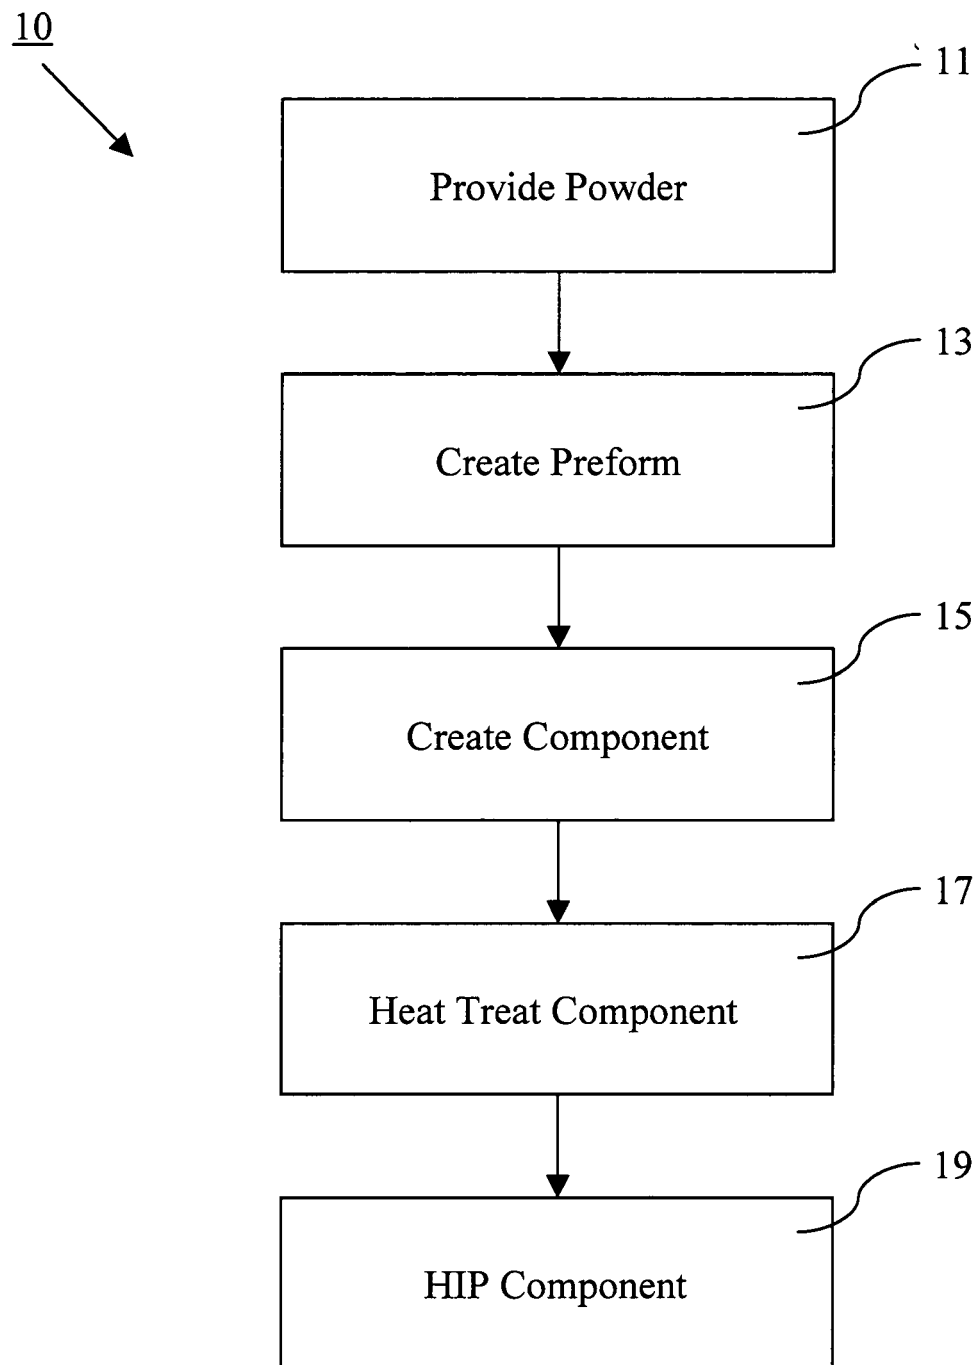 10
11
Provide Powder
13
Create Preform
15
Create Component
17
Heat Treat Component
19
HIP Component